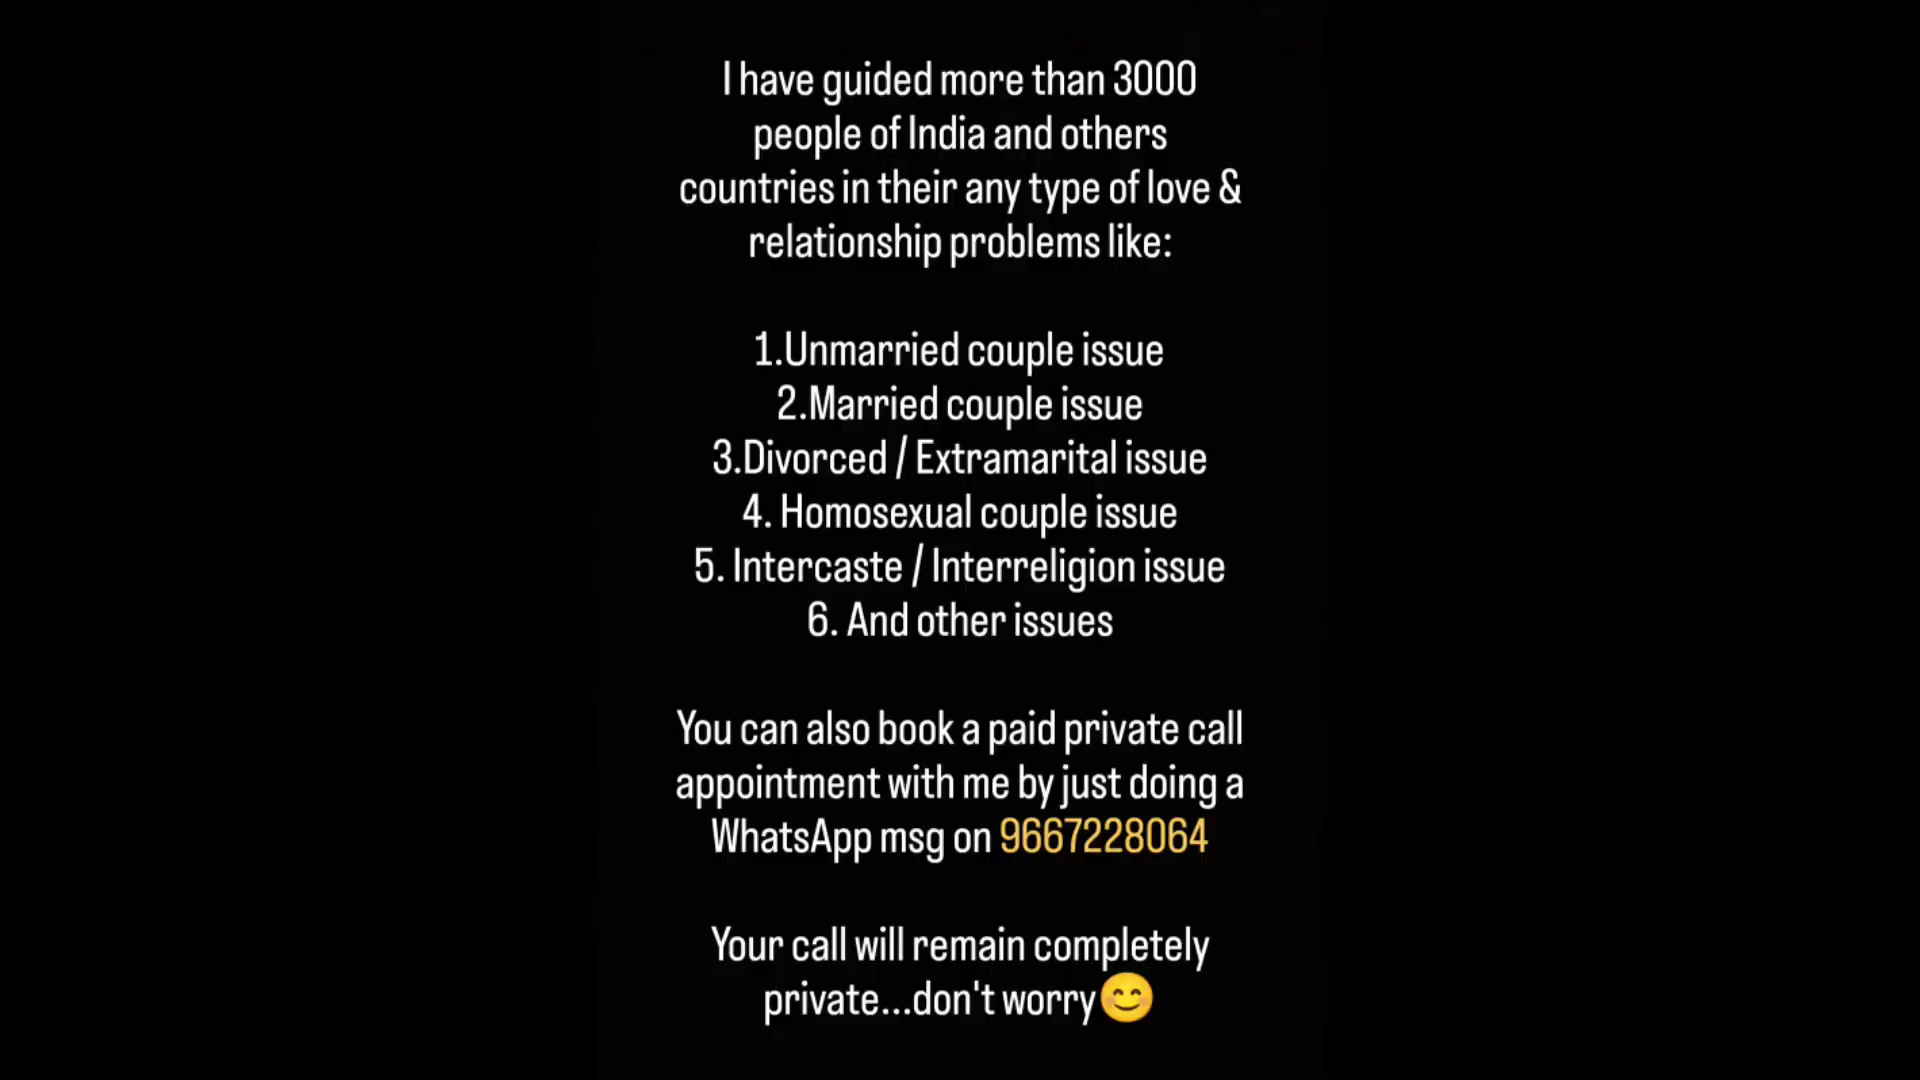 I have guided more than 3000
people of India and others
countries in their any type of love &
relationship problems like:
1.Unmarried couple issue
2.Married couple issue
3.Divorced / Extramarital issue
4. Homosexual couple issue
5. Intercaste / Interreligion issue
6. And other issues
You can also book a paid private call
appointment with me by just doing a
WhatsApp msg on 9667228064
Your call will remain completely
private...don't worry😊